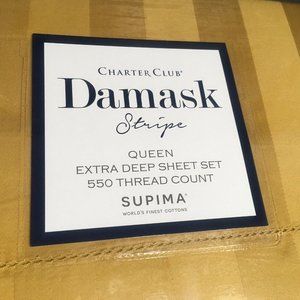 CHARTER CLUB®
Damask
Stripe
QUEEN
EXTRA DEEP SHEET SET
550 THREAD COUNT
SUPIMA
WORLD'S FINEST COTTONS